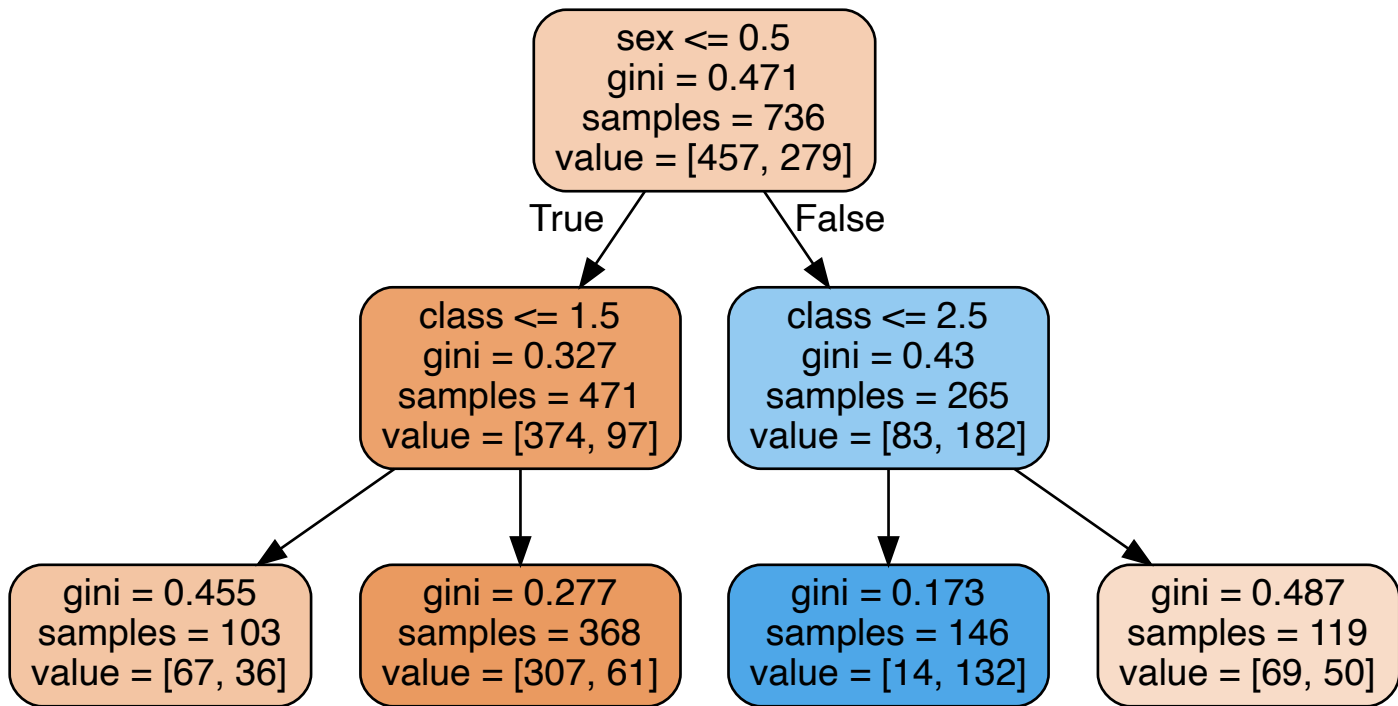 sex <= 0.5
gini = 0.471
samples = 736
value = [457, 279]
True
False
class <= 1.5
gini = 0.327
samples = 471
value = [374, 97]
class <= 2.5
gini = 0.43
samples = 265
value = [83, 182]
gini = 0.455
samples = 103
value = [67, 36]
gini = 0.277
samples = 368
value = [307, 61]
gini = 0.173
samples = 146
value = [14, 132]
gini = 0.487
samples = 119
value = [69, 50]